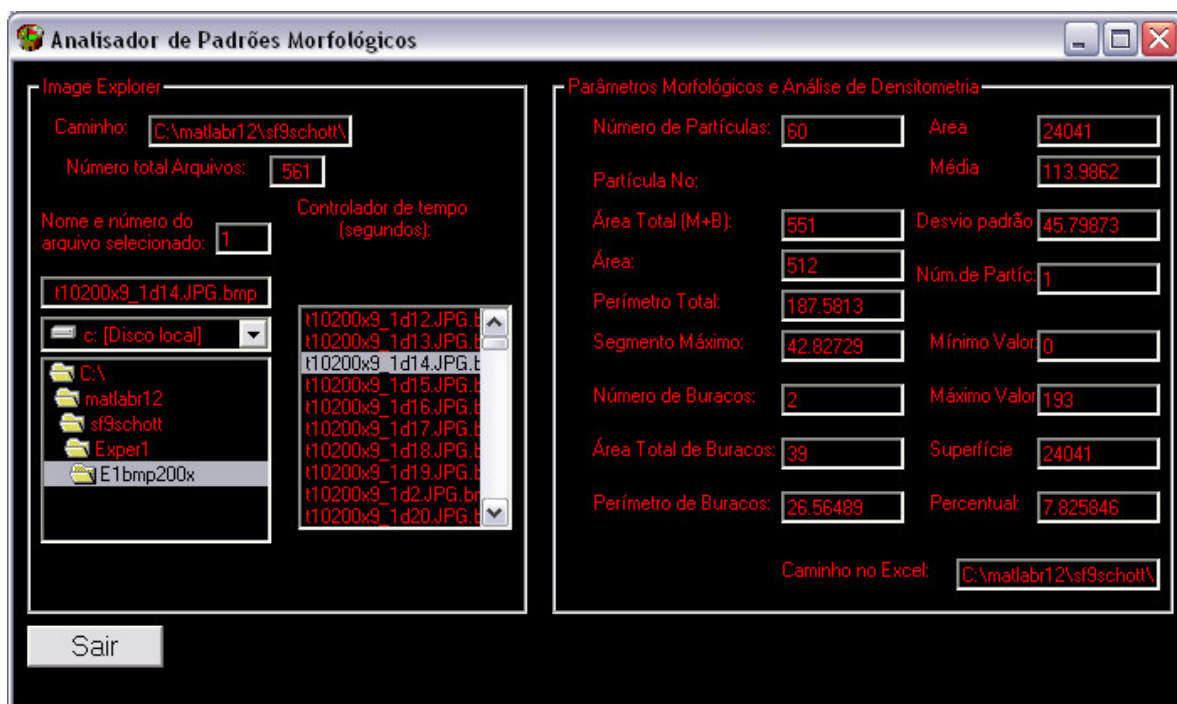 Analisador de Padrões Morfológicos
Image Explorer
Caminho: C:\matlabr12\sf9schott\
Número total Arquivos: 561
Nome e número do
arquivo selecionado: 1
Controlador de tempo
(segundos):
t10200x9_1d14.JPG.bmp
c: [Disco local]
C:\
matlabr12
sf9schott
Exper1
E1bmp200x
t10200x9_1d12.JPG.b
t10200x9_1d13.JPG.b
t10200x9_1d14.JPG.b
t10200x9_1d15.JPG.b
t10200x9_1d16.JPG.b
t10200x9_1d17.JPG.b
t10200x9_1d18.JPG.b
t10200x9_1d19.JPG.b
t10200x9_1d2.JPG.bm
t10200x9_1d20.JPG.b
Parâmetros Morfológicos e Análise de Densitometria
Número de Partículas: 60
Partícula No:
Área Total (M+B): 551
Área: 512
Perímetro Total: 187.5813
Segmento Máximo: 42.82729
Número de Buracos: 2
Área Total de Buracos: 39
Perímetro de Buracos: 26.56489
Area 24041
Média 113.9862
Desvio padrão 45.79873
Núm.de Partíc: 1
Mínimo Valor: 0
Máximo Valor 193
Superfície 24041
Percentual: 7.825846
Caminho no Excel: C:\matlabr12\sf9schott\
Sair